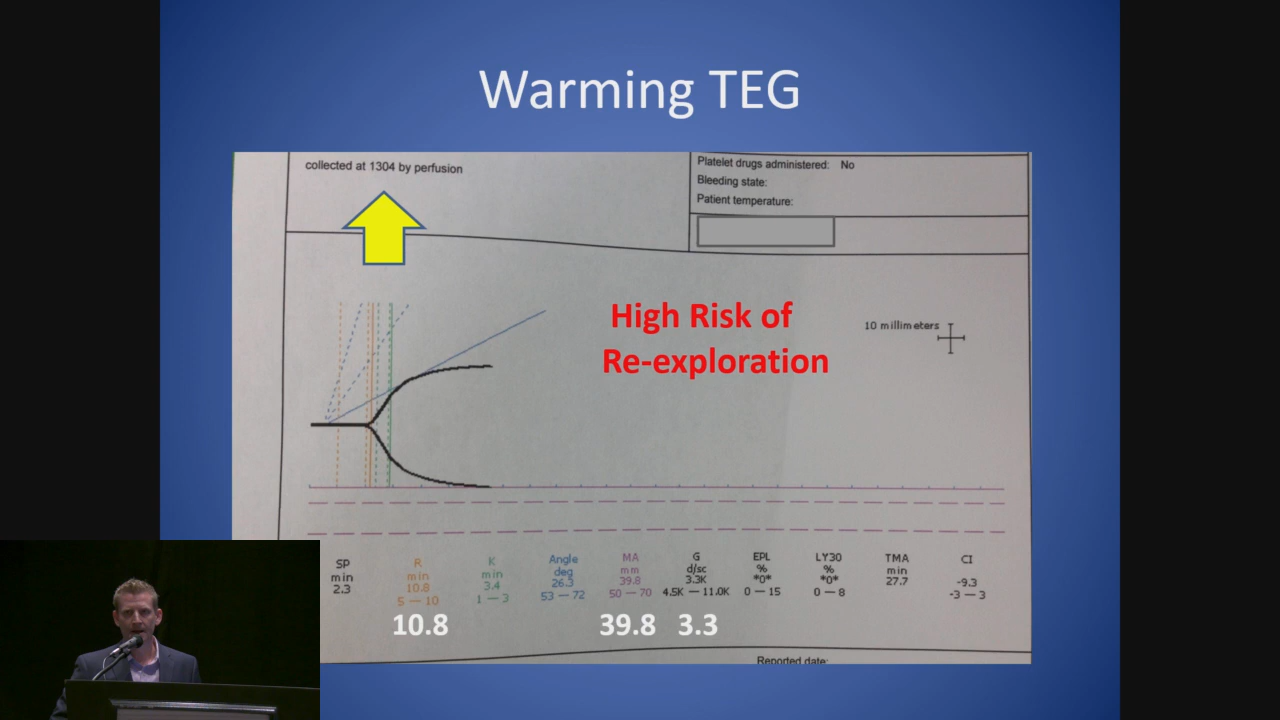 Warming TEG
collected at 1304 by perfusion
Platelet drugs administered: No
Bleeding state:
Patient temperature:
High Risk of
Re-exploration
10 millimeters
SP R K Angle MA G EPL LY30 TMA CI
min min min deg mm d/sc % % min
2.3 10.8 3.4 26.3 39.8 3.3K *0* *0* 27.7 -9.3
5 — 10 1 — 3 53 — 72 50 — 70 4.5K — 11.0K 0 — 15 0 — 8 -3 — 3
10.8 39.8 3.3
Reported date: